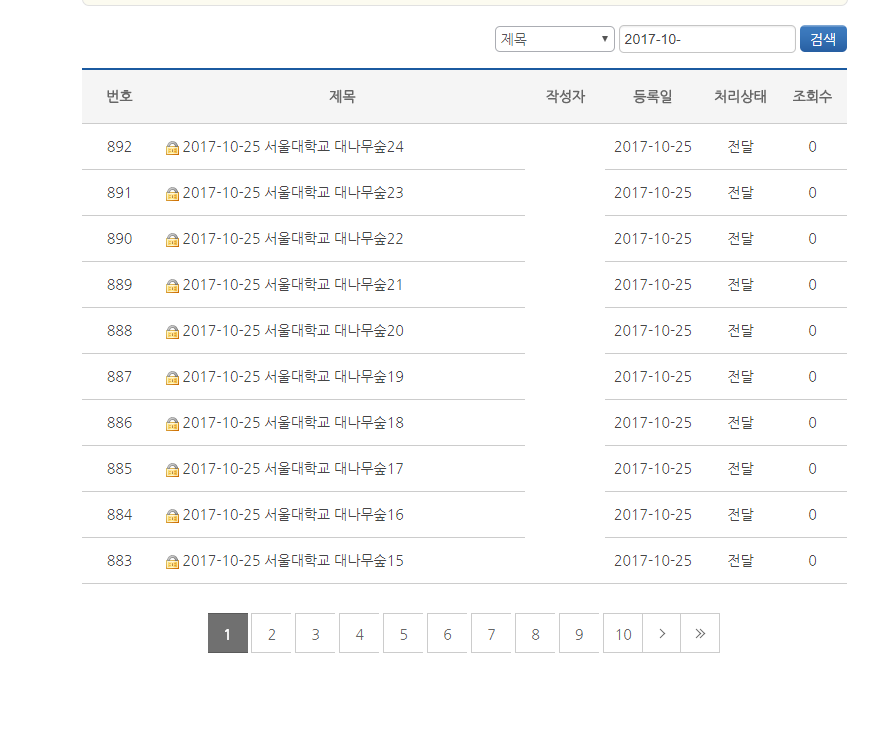 제목 2017-10- 검색
번호 제목 작성자 등록일 처리상태 조회수
892 2017-10-25 서울대학교 대나무숲24 2017-10-25 전달 0
891 2017-10-25 서울대학교 대나무숲23 2017-10-25 전달 0
890 2017-10-25 서울대학교 대나무숲22 2017-10-25 전달 0
889 2017-10-25 서울대학교 대나무숲21 2017-10-25 전달 0
888 2017-10-25 서울대학교 대나무숲20 2017-10-25 전달 0
887 2017-10-25 서울대학교 대나무숲19 2017-10-25 전달 0
886 2017-10-25 서울대학교 대나무숲18 2017-10-25 전달 0
885 2017-10-25 서울대학교 대나무숲17 2017-10-25 전달 0
884 2017-10-25 서울대학교 대나무숲16 2017-10-25 전달 0
883 2017-10-25 서울대학교 대나무숲15 2017-10-25 전달 0
1 2 3 4 5 6 7 8 9 10 > »